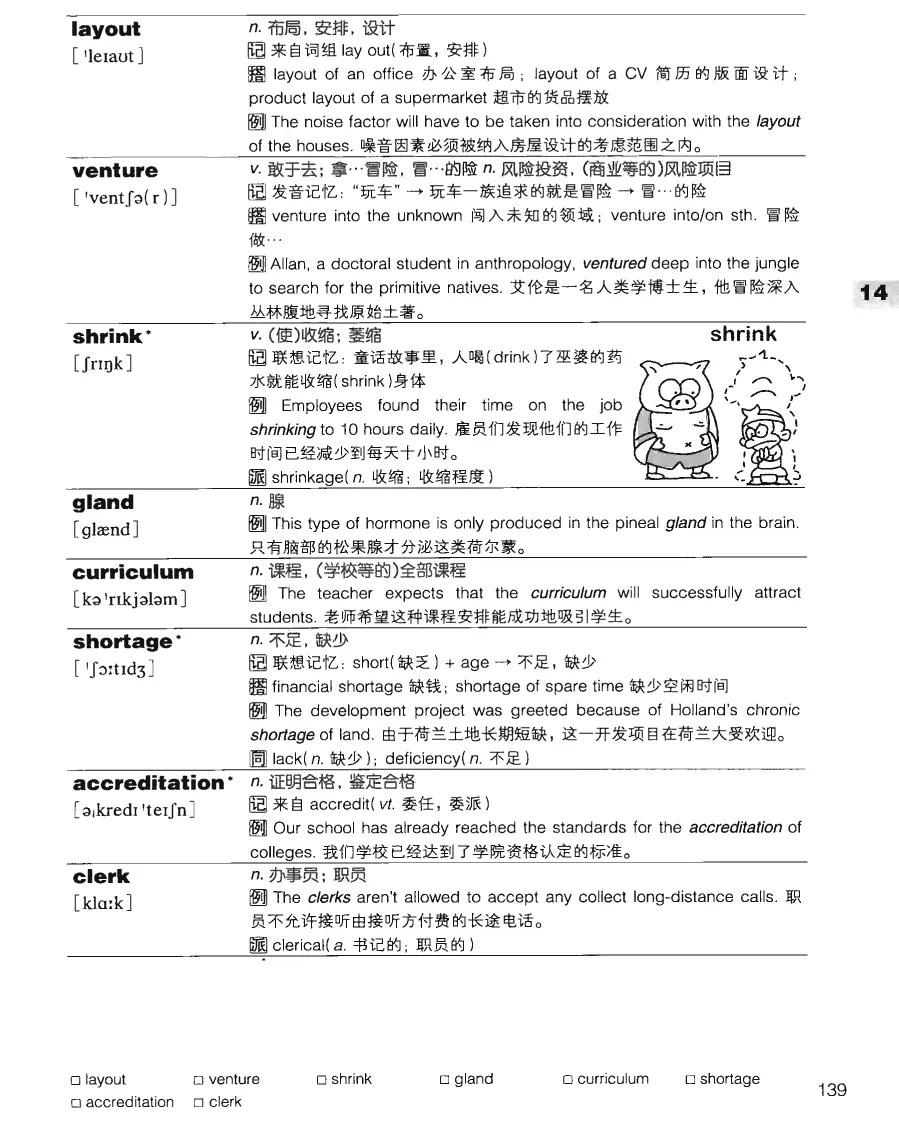 layout
[ ˈleɪaʊt ]
n. 布局, 安排, 设计
[记] 来自词组 lay out( 布置, 安排 )
[搭] layout of an office 办公室布局; layout of a CV 简历的版面设计;
product layout of a supermarket 超市的货品摆放
[例] The noise factor will have to be taken into consideration with the layout
of the houses. 噪音因素必须被纳入房屋设计的考虑范围之内。
venture
[ ˈventʃə( r ) ]
v. 敢于去; 拿…冒险, 冒…的险 n. 风险投资, (商业等的)风险项目
[记] 发音记忆: “玩车” → 玩车一族追求的就是冒险 → 冒…的险
[搭] venture into the unknown 闯入未知的领域; venture into/on sth. 冒险
做…
[例] Allan, a doctoral student in anthropology, ventured deep into the jungle
to search for the primitive natives. 艾伦是一名人类学博士生, 他冒险深入
丛林腹地寻找原始土著。
14
shrink*
[ ʃrɪŋk ]
v. (使)收缩; 萎缩
[记] 联想记忆: 童话故事里, 人喝( drink )了巫婆的药
水就能收缩( shrink )身体
[例] Employees found their time on the job
shrinking to 10 hours daily. 雇员们发现他们的工作
时间已经减少到每天十小时。
[派] shrinkage( n. 收缩; 收缩程度 )
shrink
gland
[ glænd ]
n. 腺
[例] This type of hormone is only produced in the pineal gland in the brain.
只有脑部的松果腺才分泌这类荷尔蒙。
curriculum
[ kəˈrɪkjələm ]
n. 课程, (学校等的)全部课程
[例] The teacher expects that the curriculum will successfully attract
students. 老师希望这种课程安排能成功地吸引学生。
shortage*
[ ˈʃɔːtɪdʒ ]
n. 不足, 缺少
[记] 联想记忆: short( 缺乏 ) + age → 不足, 缺少
[搭] financial shortage 缺钱; shortage of spare time 缺少空闲时间
[例] The development project was greeted because of Holland's chronic
shortage of land. 由于荷兰土地长期短缺, 这一开发项目在荷兰大受欢迎。
[同] lack( n. 缺少 ); deficiency( n. 不足 )
accreditation*
[ əˌkredɪˈteɪʃn ]
n. 证明合格, 鉴定合格
[记] 来自 accredit( vt. 委任, 委派 )
[例] Our school has already reached the standards for the accreditation of
colleges. 我们学校已经达到了学院资格认定的标准。
clerk
[ klɑːk ]
n. 办事员; 职员
[例] The clerks aren't allowed to accept any collect long-distance calls. 职
员不允许接听由接听方付费的长途电话。
[派] clerical( a. 书记的; 职员的 )
□ layout □ venture □ shrink □ gland □ curriculum □ shortage
□ accreditation □ clerk
139